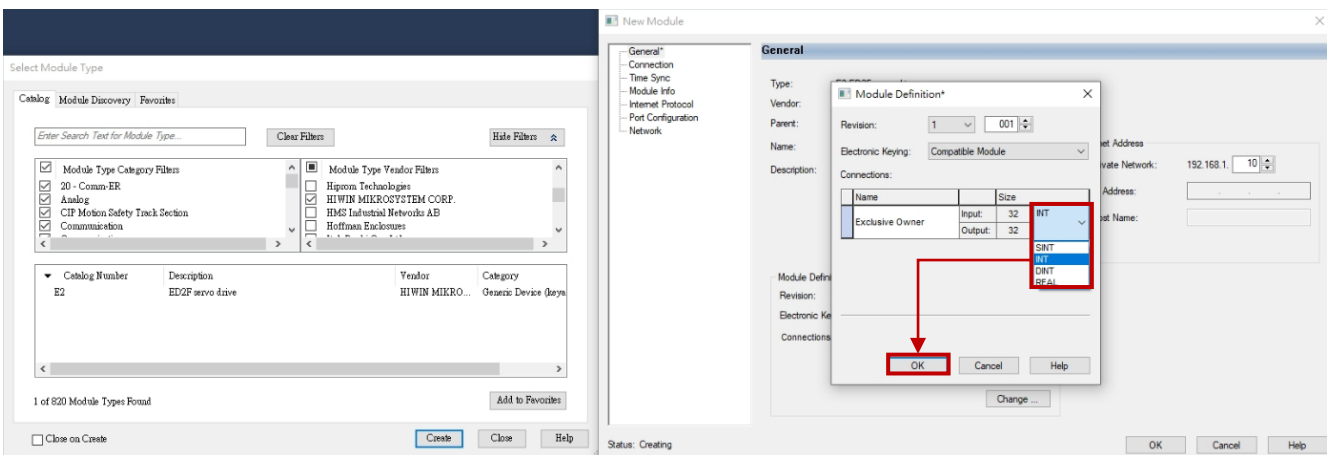 Select Module Type
Catalog Module Discovery Favorites
Enter Search Text for Module Type...
Clear Filters
Hide Filters
Module Type Category Filters
20 - Comm-ER
Analog
CIP Motion Safety Track Section
Communication
Module Type Vendor Filters
Hiprom Technologies
HIWIN MIKROSYSTEM CORP.
HMS Industrial Networks AB
Hoffman Enclosures
Catalog Number Description Vendor Category
E2 ED2F servo drive HIWIN MIKRO... Generic Device (keya
1 of 820 Module Types Found
Add to Favorites
Close on Create
Create Close Help
New Module
General*
Connection
Time Sync
Module Info
Internet Protocol
Port Configuration
Network
Status: Creating
General
Type:
Vendor:
Parent:
Name:
Description:
Module Defini
Revision:
Electronic Ke
Connections
Change ...
net Address
vate Network: 192.168.1. 10
Address:
st Name:
OK Cancel Help
Module Definition*
Revision: 1 001
Electronic Keying: Compatible Module
Connections:
Name Size
Exclusive Owner
Input: 32 INT
Output: 32
SINT
INT
DINT
REAL
OK Cancel Help